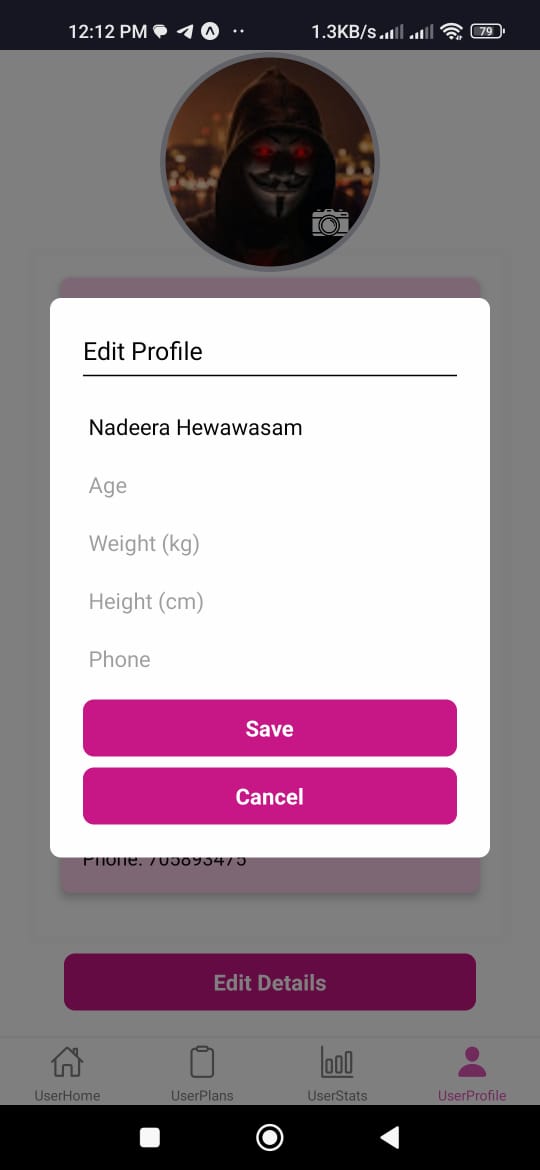 12:12 PM 1.3KB/s 79
Edit Profile
Nadeera Hewawasam
Age
Weight (kg)
Height (cm)
Phone
Save
Cancel
Phone: 705893475
Edit Details
UserHome UserPlans UserStats UserProfile